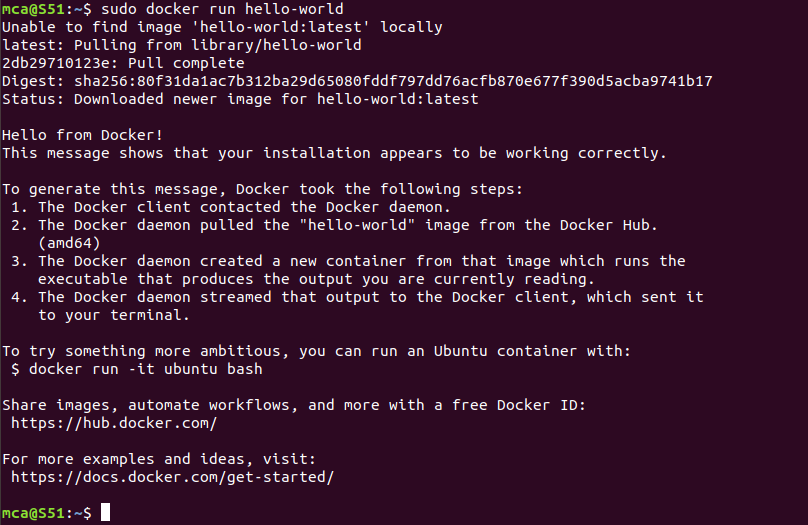 mca@S51:~$ sudo docker run hello-world
Unable to find image 'hello-world:latest' locally
latest: Pulling from library/hello-world
2db29710123e: Pull complete
Digest: sha256:80f31da1ac7b312ba29d65080fddf797dd76acfb870e677f390d5acba9741b17
Status: Downloaded newer image for hello-world:latest

Hello from Docker!
This message shows that your installation appears to be working correctly.

To generate this message, Docker took the following steps:
 1. The Docker client contacted the Docker daemon.
 2. The Docker daemon pulled the "hello-world" image from the Docker Hub.
    (amd64)
 3. The Docker daemon created a new container from that image which runs the
    executable that produces the output you are currently reading.
 4. The Docker daemon streamed that output to the Docker client, which sent it
    to your terminal.

To try something more ambitious, you can run an Ubuntu container with:
 $ docker run -it ubuntu bash

Share images, automate workflows, and more with a free Docker ID:
 https://hub.docker.com/

For more examples and ideas, visit:
 https://docs.docker.com/get-started/

mca@S51:~$